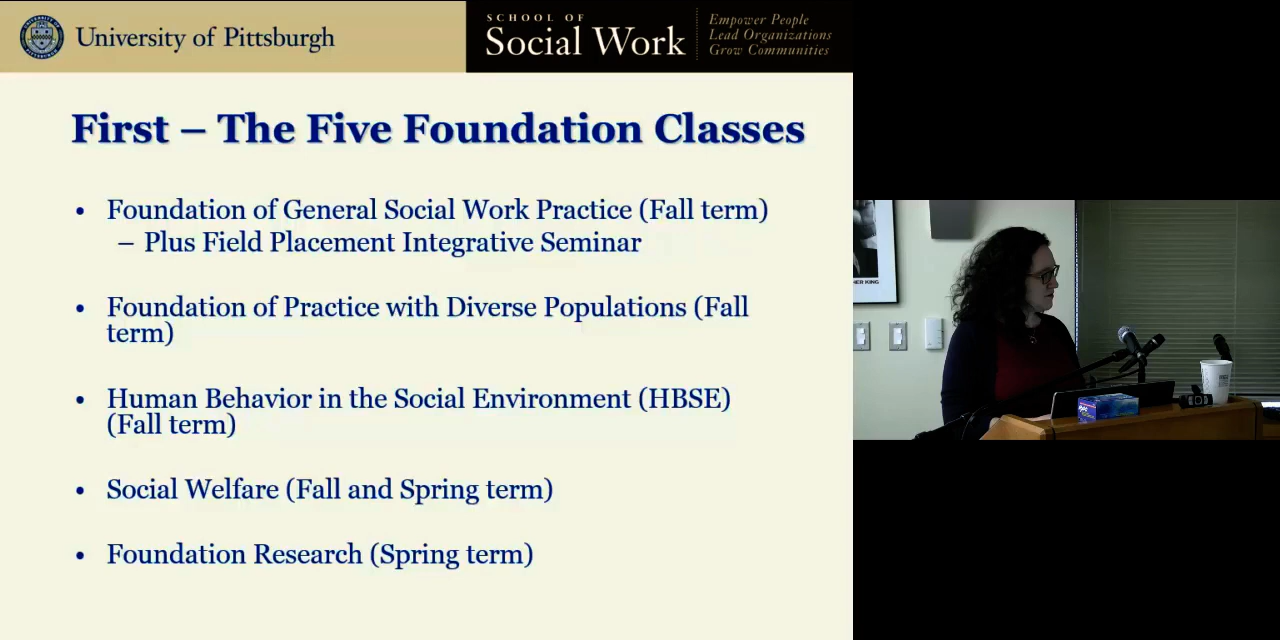 University of Pittsburgh
SCHOOL OF
Social Work
Empower People
Lead Organizations
Grow Communities
First – The Five Foundation Classes
• Foundation of General Social Work Practice (Fall term)
– Plus Field Placement Integrative Seminar
• Foundation of Practice with Diverse Populations (Fall
term)
• Human Behavior in the Social Environment (HBSE)
(Fall term)
• Social Welfare (Fall and Spring term)
• Foundation Research (Spring term)
HER KING